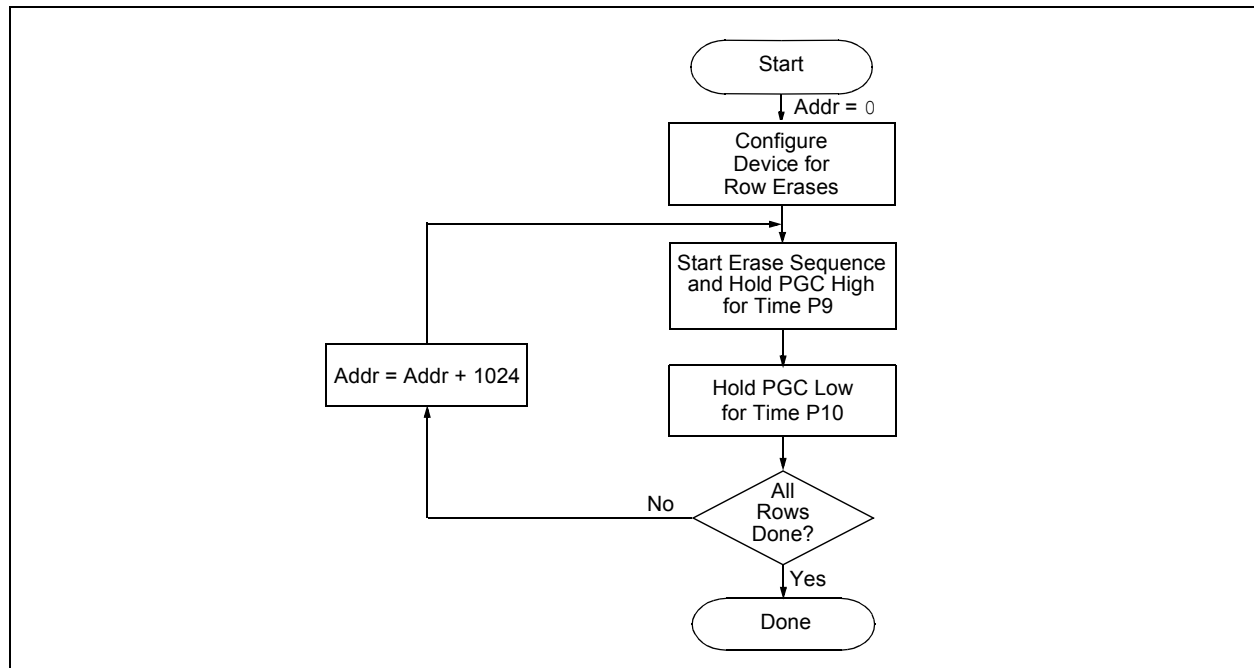 Start
Addr = 0
Configure
Device for
Row Erases
Start Erase Sequence
and Hold PGC High
for Time P9
Addr = Addr + 1024
Hold PGC Low
for Time P10
All
Rows
Done?
No
Yes
Done